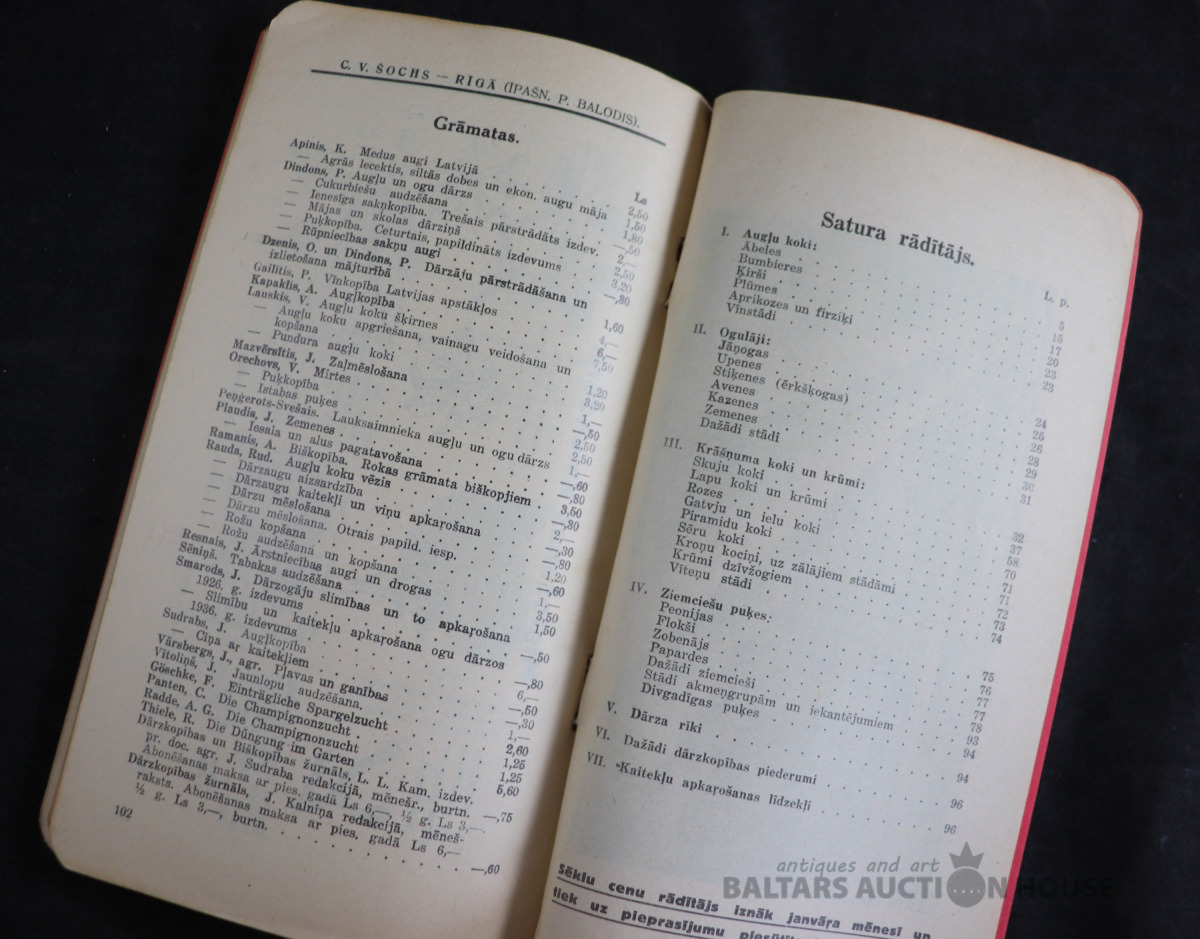 C. V. ŠOCHS — RĪGĀ (ĪPAŠN. P. BALODIS).
Grāmatas.
Ls
Apinis, K. Medus augi Latvijā 2,50
— Agrās lecektis, siltās dobes un ekon. augu māja 1,50
Dindons, P. Augļu un ogu dārzs 1,80
— Cukurbiešu audzēšana —,50
— Ienesīga sakņkopība. Trešais pārstrādāts izdev. 2,—
— Mājas un skolas dārziņš 2,50
— Puķkopība. Ceturtais, papildināts izdevums 3,20
— Rūpniecības sakņu augi —,80
Dzenis, O. un Dindons, P. Dārzāju pārstrādāšana un
izlietošana mājturībā 1,60
Gailītis, P. Vīnkopība Latvijas apstākļos 4,—
Kapaklis, A. Augļkopība 6,—
Lauskis, V. Augļu koku šķirnes 7,50
— Augļu koku apgriešana, vainagu veidošana un
kopšana 1,20
— Pundura augļu koki 3,20
Mazvērsītis, J. Zaļmēslošana 1,—
Orechovs, V. Mirtes —,50
— Puķkopība 2,50
— Istabas puķes 2,50
Peņģerots-Svešais. Lauksaimnieka augļu un ogu dārzs 1,—
Plaudis, J. Zemenes —,60
— Iesala un alus pagatavošana —,80
Ramanis, A. Biškopība. Rokas grāmata biškopjiem 3,50
Rauda, Rud. Augļu koku vēzis —,30
— Dārzaugu aizsardzība 2,—
— Dārzaugu kaitekļi un viņu apkaŗošana —,30
— Dārzu mēslošana —,80
— Dārzu mēslošana. Otrais papild. iesp. 1,20
— Rožu kopšana —,60
— Rožu audzēšana un kopšana 1,—
Resnais, J. Ārstniecības augi un drogas 3,50
Sēniņš. Tabakas audzēšana 1,50
Smarods, J. Dārzogāju slimības un to apkaŗošana
1926. g. izdevums —,50
— Slimību un kaitekļu apkaŗošana ogu dārzos
1936. g. izdevums —,80
Sudrabs, J. Augļkopība 6,—
— Cīņa ar kaitekļiem —,50
Vārsbergs, J., agr. Pļavas un ganības —,30
Vītoliņš, J. Jaunlopu audzēšana. 1,—
Göschke, F. Einträgliche Spargelzucht 2,60
Panten, C. Die Champignonzucht 1,25
Radde, A. G. Die Champignonzucht 1,25
Thiele, R. Die Düngung im Garten 5,60
Dārzkopības un Biškopības žurnāls, L. L. Kam. izdev.
pr. doc. agr. J. Sudraba redakcijā, mēnešr., burtn. —,75
Abonēšanas maksa ar pies. gadā Ls 6,—, ½ g. Ls 3,—.
Dārzkopības žurnāls, J. Kalniņa redakcijā, mēneš-
raksts. Abonēšanas maksa ar pies. gadā Ls 6,—
½ g. Ls 3,—, burtn. —,60
102
Satura rādītājs.
L. p.
I. Augļu koki:
Ābeles 5
Bumbieres 15
Ķirši 17
Plūmes 20
Aprikozes un firziķi 23
Vīnstādi 23
II. Ogulāji:
Jāņogas 24
Upenes 25
Stiķenes (ērkšķogas) 26
Avenes 28
Kazenes 29
Zemenes 30
Dažādi stādi 31
III. Krāšņuma koki un krūmi:
Skuju koki 32
Lapu koki un krūmi 37
Rozes 58
Gatvju un ielu koki 70
Piramidu koki 71
Sēru koki 71
Kroņu kociņi, uz zālājiem stādāmi 72
Krūmi dzīvžogiem 73
Vīteņu stādi 74
IV. Ziemciešu puķes:
Peonijas 75
Flokši 76
Zobenājs 77
Papardes 77
Dažādi ziemcieši 78
Stādi akmeņgrupām un iekantējumiem 93
Divgadīgas puķes 94
V. Dārza rīki 94
VI. Dažādi dārzkopības piederumi 96
VII. Kaitekļu apkaŗošanas līdzekļi 96
Sēklu cenu rādītājs iznāk janvāŗa mēnesī un
tiek uz pieprasījumu
antiques and art
BALTARS AUCTION HOUSE